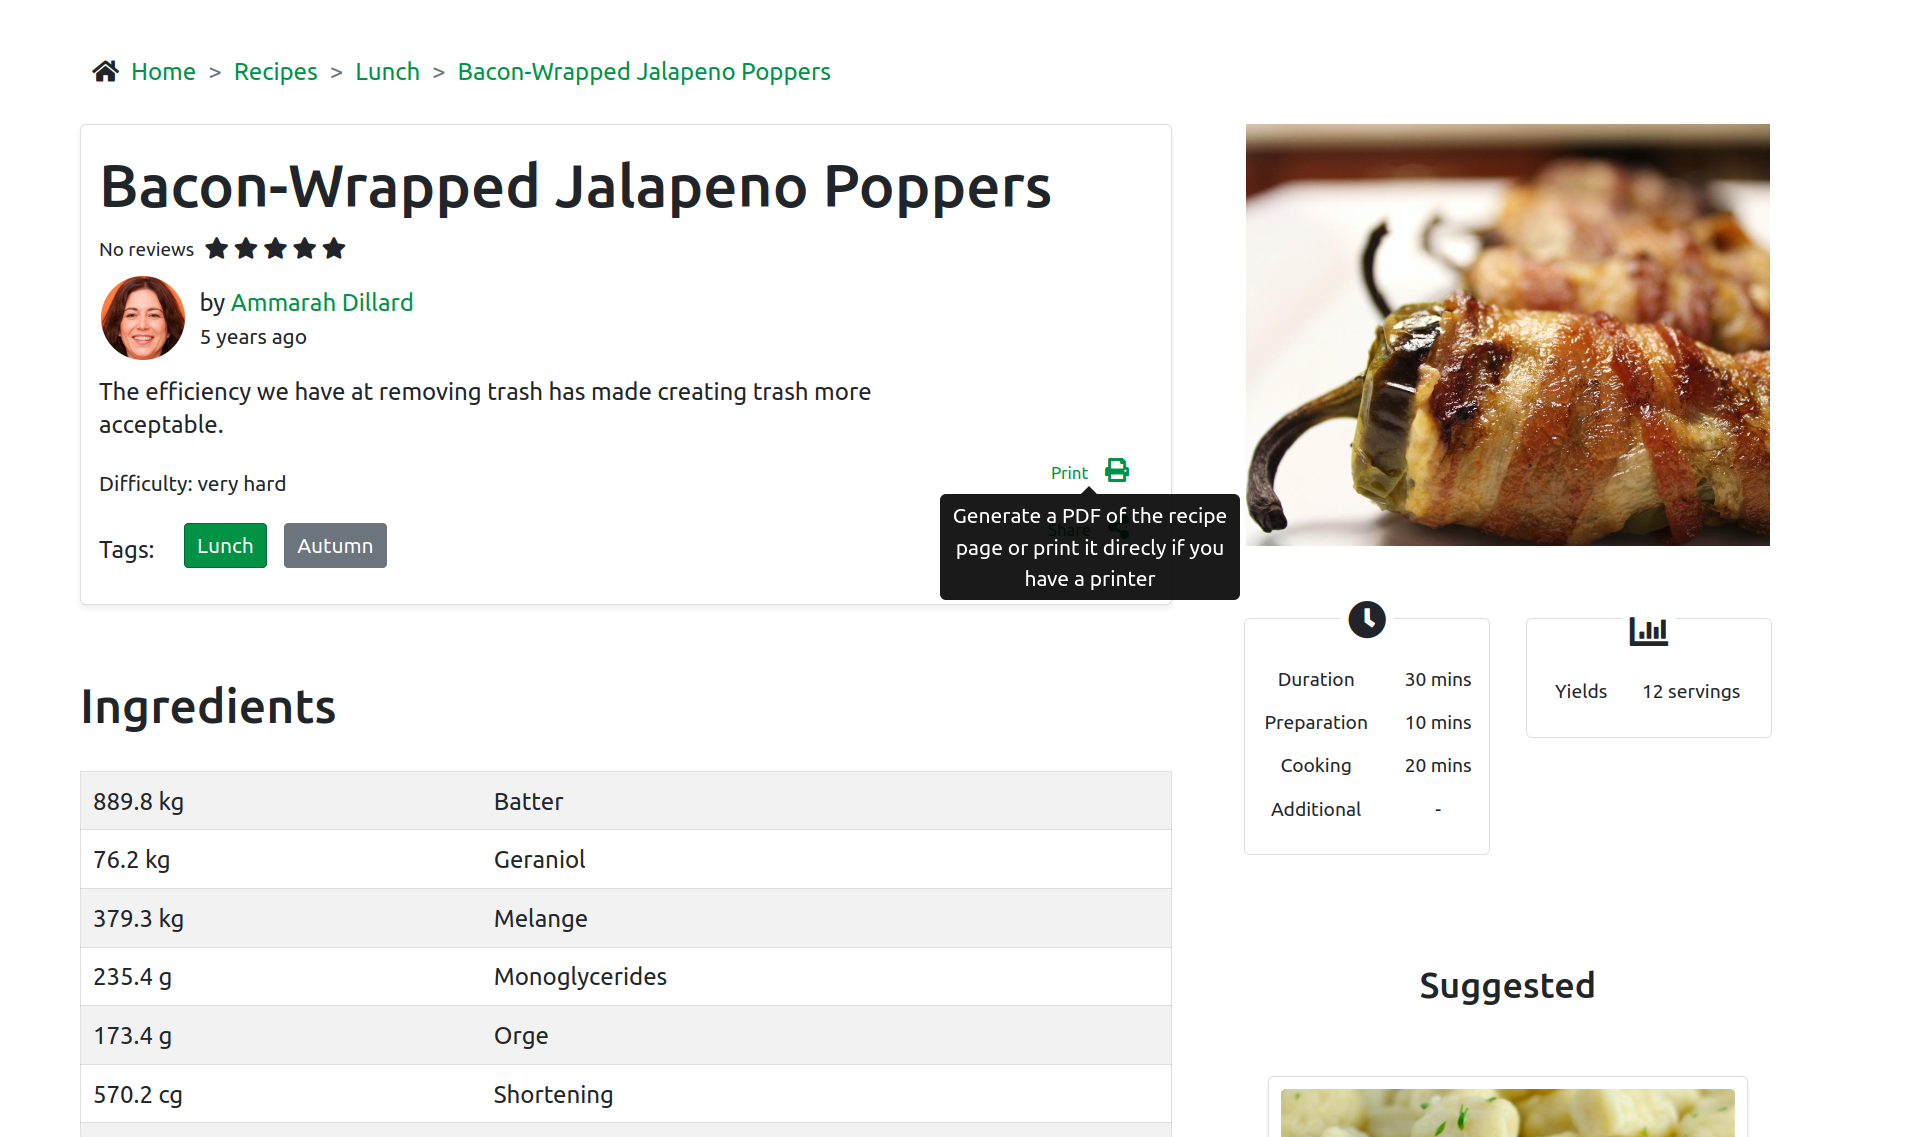 Home > Recipes > Lunch > Bacon-Wrapped Jalapeno Poppers
Bacon-Wrapped Jalapeno Poppers
No reviews
by Ammarah Dillard
5 years ago
The efficiency we have at removing trash has made creating trash more
acceptable.
Difficulty: very hard
Tags: Lunch Autumn
Print
Share
Generate a PDF of the recipe
page or print it direcly if you
have a printer
Duration 30 mins
Preparation 10 mins
Cooking 20 mins
Additional -
Yields 12 servings
Ingredients
889.8 kg Batter
76.2 kg Geraniol
379.3 kg Melange
235.4 g Monoglycerides
173.4 g Orge
570.2 cg Shortening
Suggested